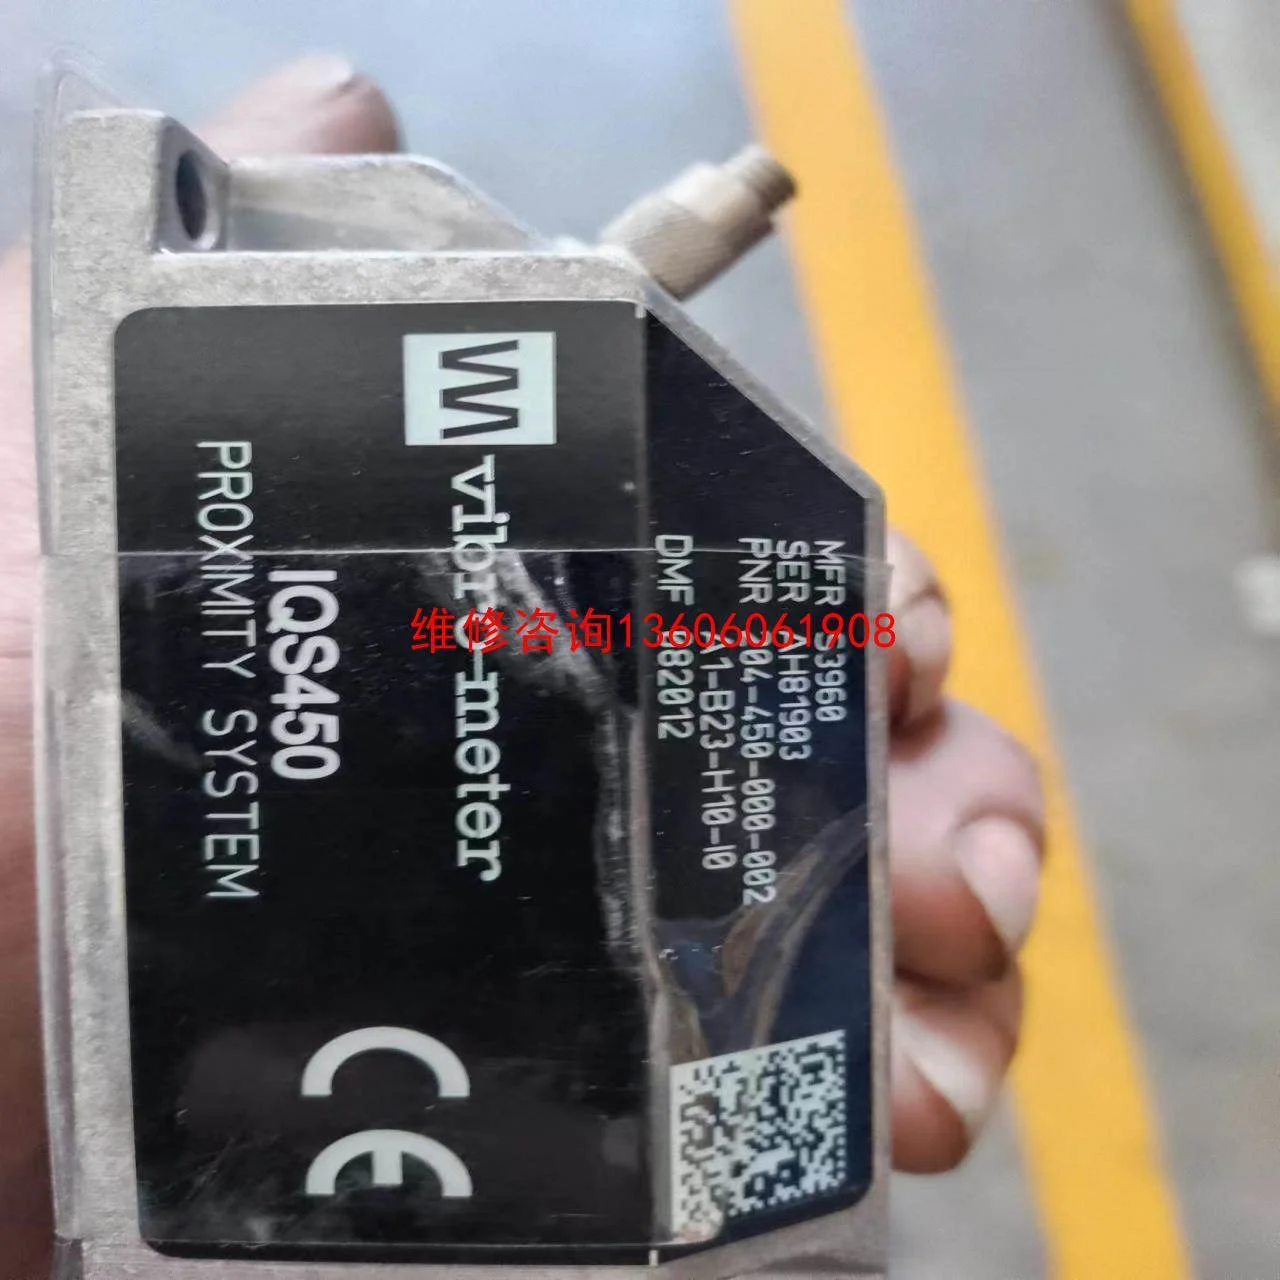 vibro-meter
IQS450
PROXIMITY SYSTEM
MFR S3960
SER AH81903
PNR 204-450-000-002
A1-B23-H10-I0
DMF 082012
CE
维修咨询13606061908